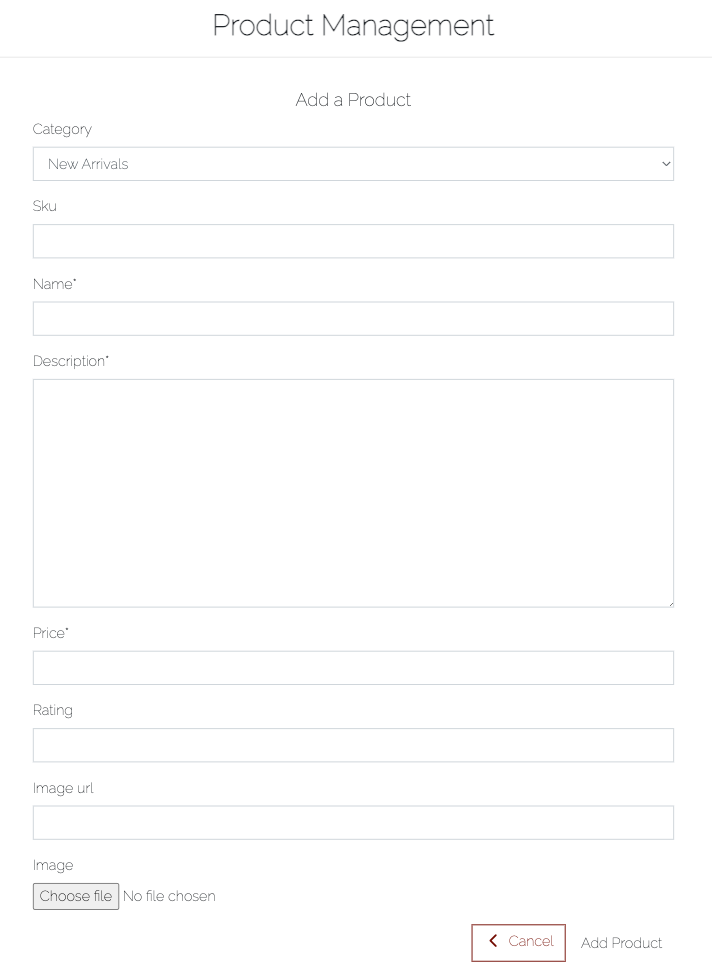 Product Management
Add a Product
Category
New Arrivals
Sku
Name*
Description*
Price*
Rating
Image url
Image
Choose file No file chosen
Cancel Add Product